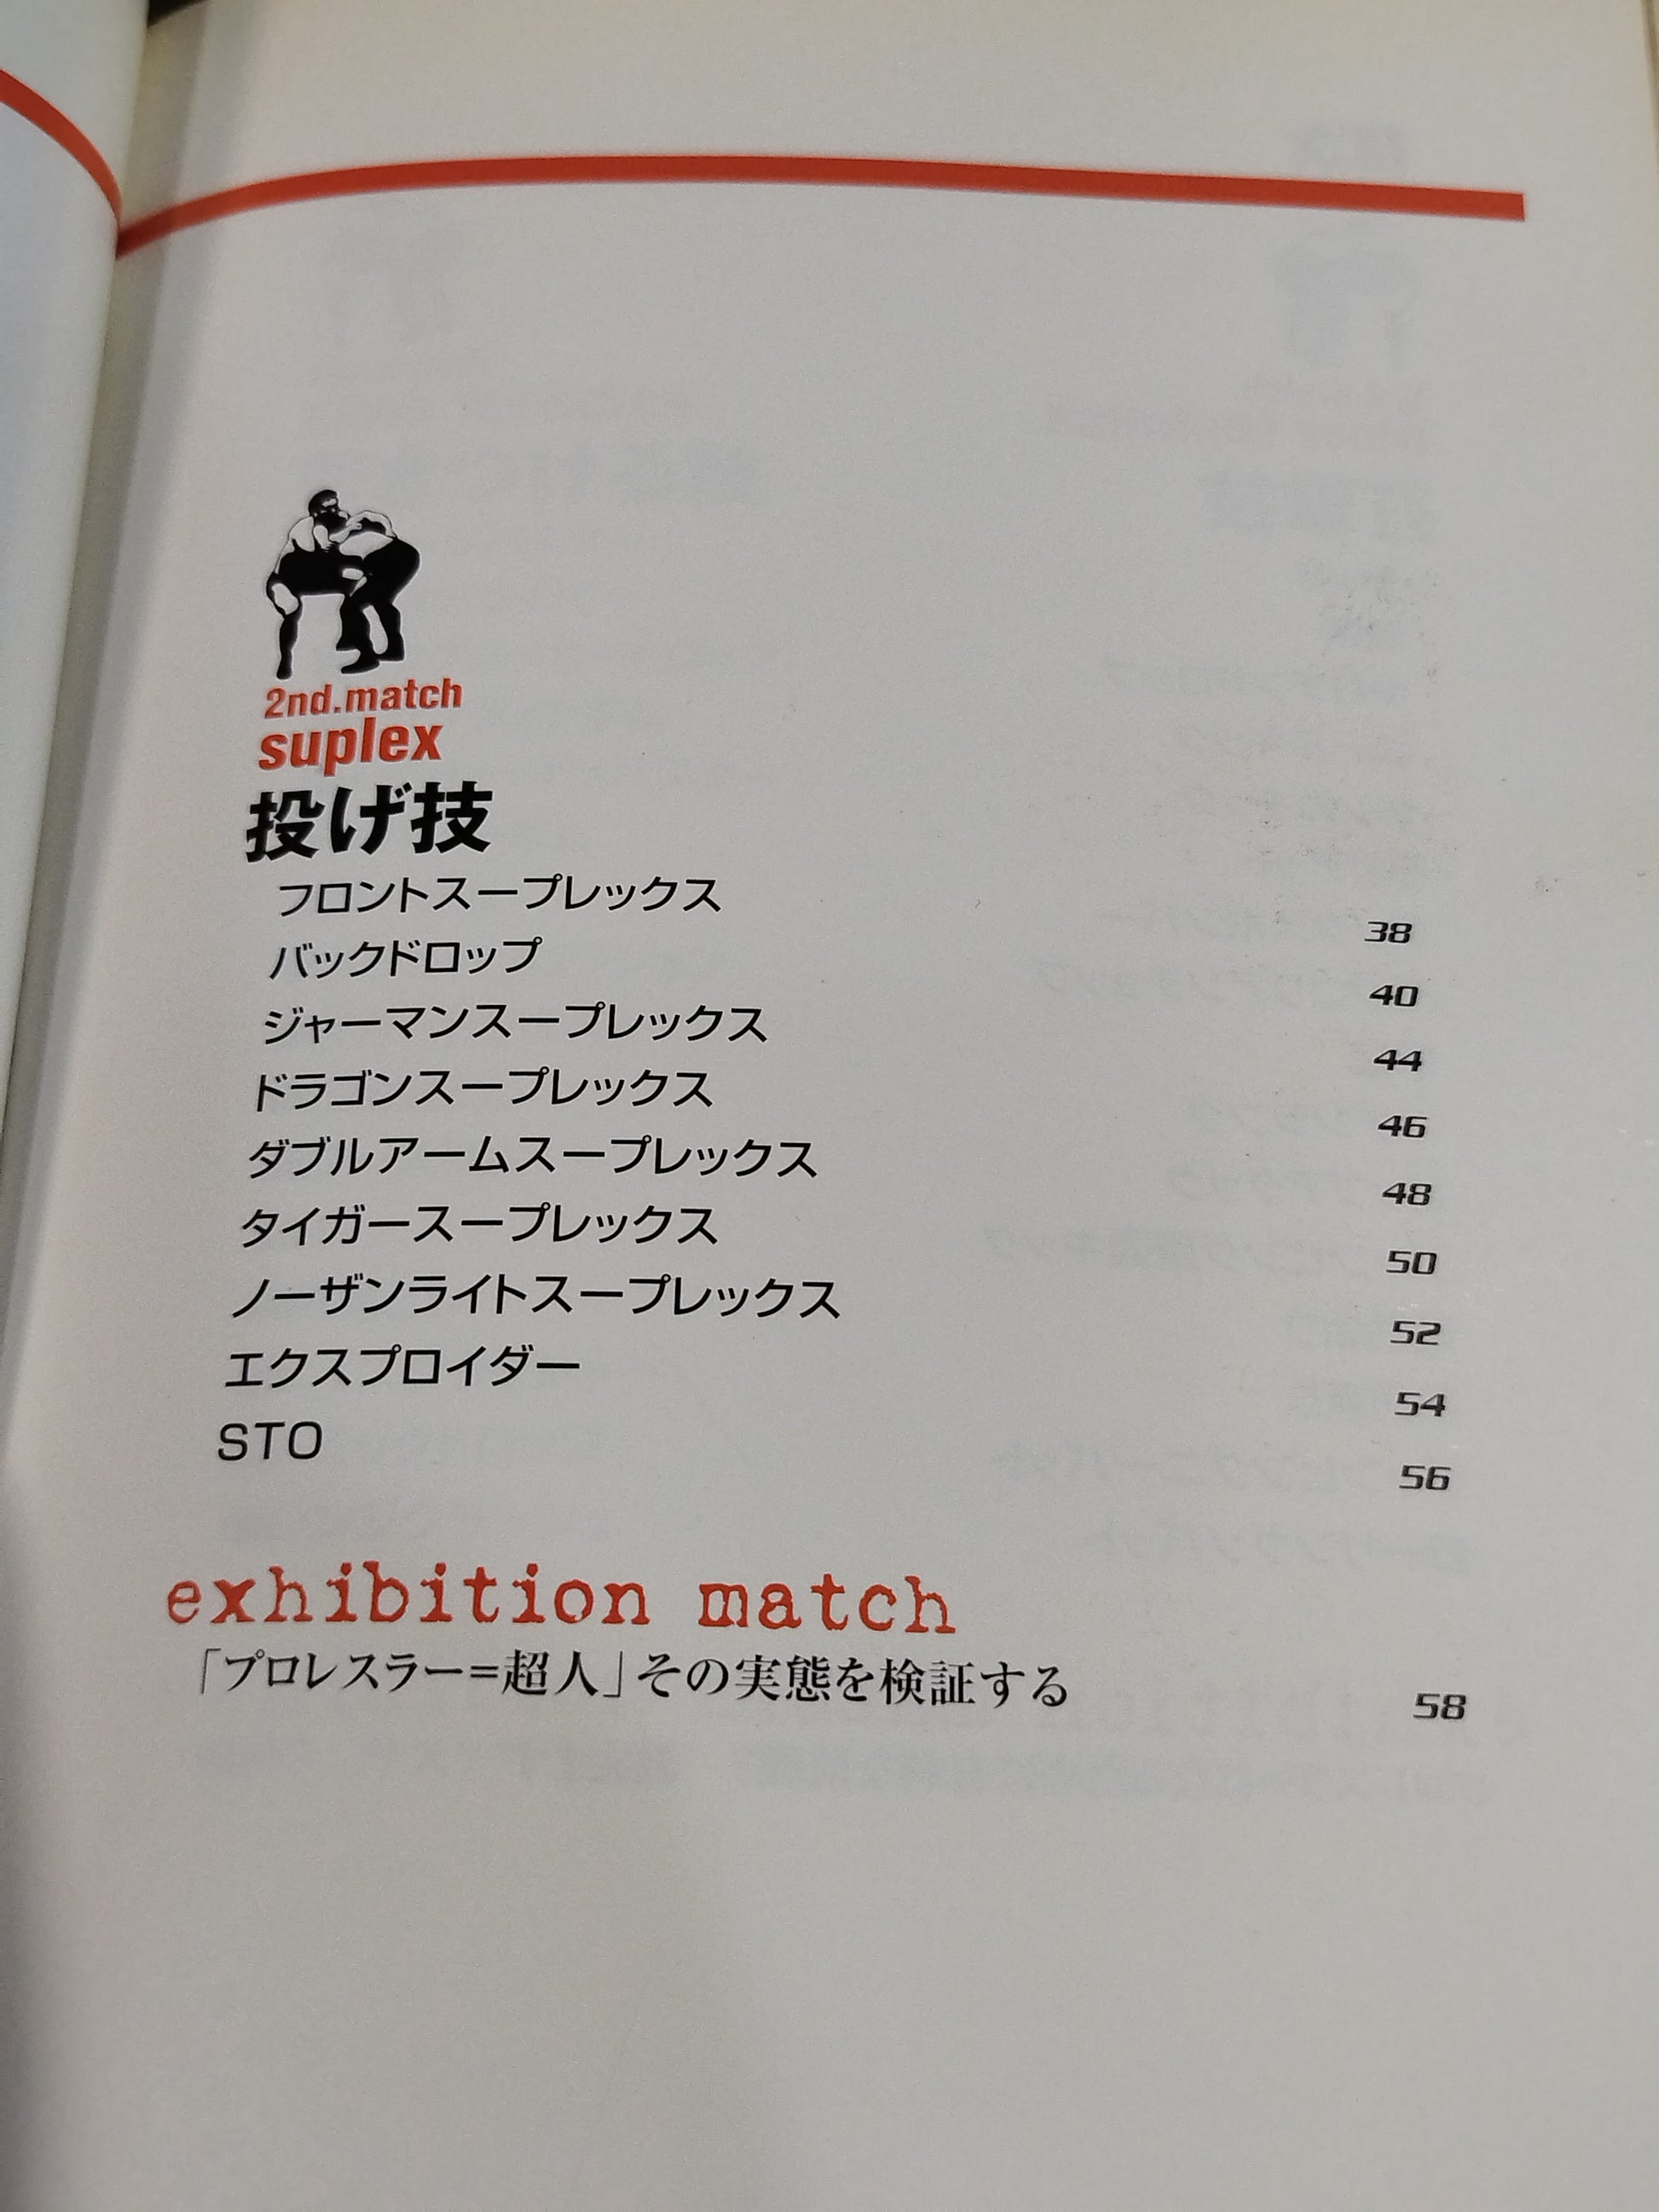 2nd.match
suplex
投げ技
フロントスープレックス 38
バックドロップ 40
ジャーマンスープレックス 44
ドラゴンスープレックス 46
ダブルアームスープレックス 48
タイガースープレックス 50
ノーザンライトスープレックス 52
エクスプロイダー 54
STO 56
exhibition match
「プロレスラー=超人」その実態を検証する 58